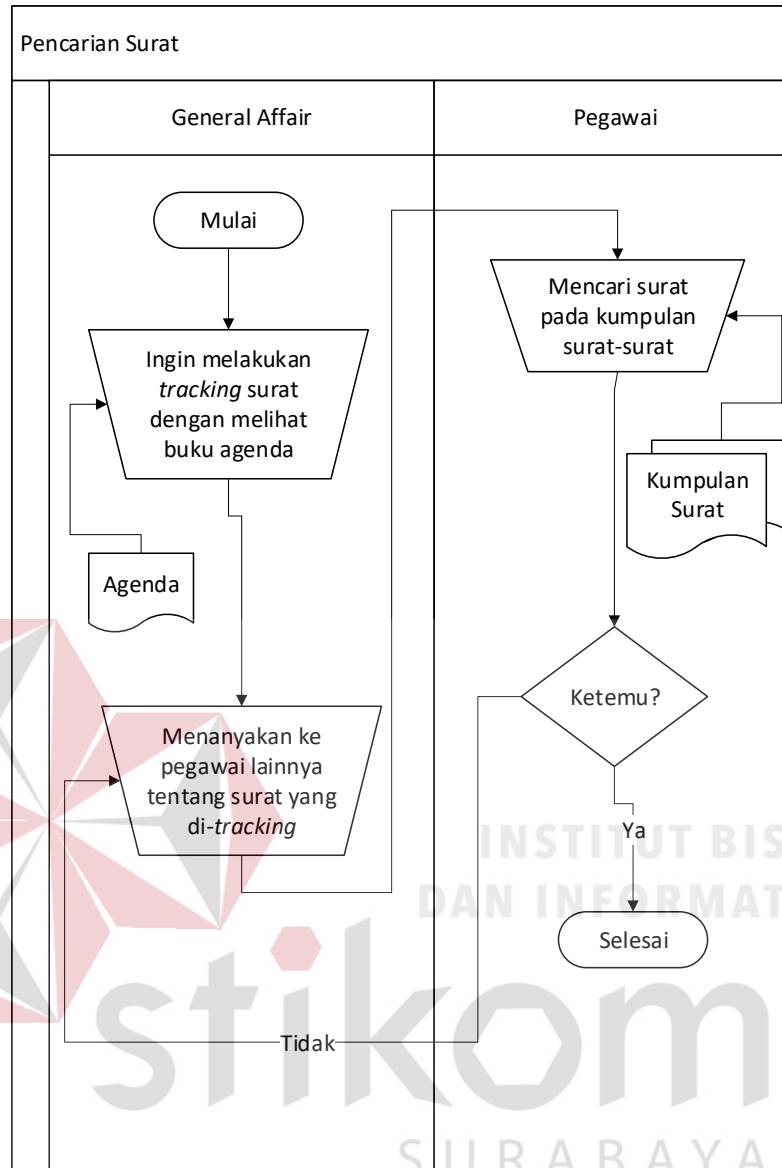 Pencarian Surat
General Affair
Pegawai
Mulai
Ingin melakukan
tracking surat
dengan melihat
buku agenda
Agenda
Menanyakan ke
pegawai lainnya
tentang surat yang
di-tracking
Mencari surat
pada kumpulan
surat-surat
Kumpulan
Surat
Ketemu?
Ya
Selesai
Tidak
INSTITUT BIS
DAN INFORMAT
stikom
SURABAYA